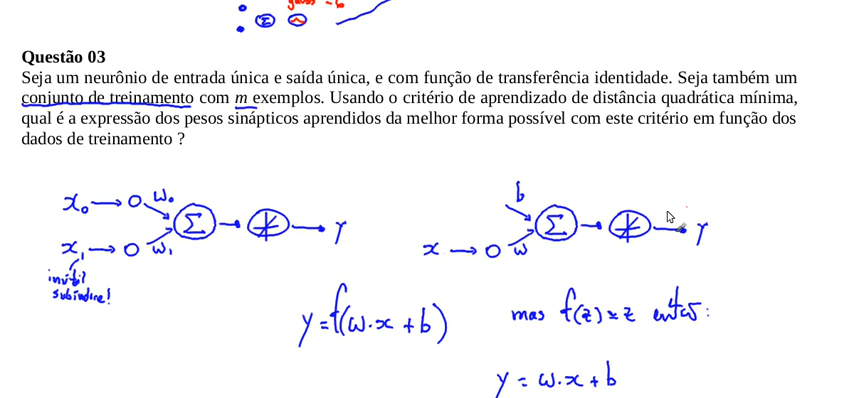 Questão 03
Seja um neurônio de entrada única e saída única, e com função de transferência identidade. Seja também um
conjunto de treinamento com m exemplos. Usando o critério de aprendizado de distância quadrática mínima,
qual é a expressão dos pesos sinápticos aprendidos da melhor forma possível com este critério em função dos
dados de treinamento ?
x₀ → O w₀ Σ y
x₁ → O w₁
inútil
subíndice!
b
x → O w Σ y
y = f(w.x + b)
mas f(z) = z então:
y = w.x + b